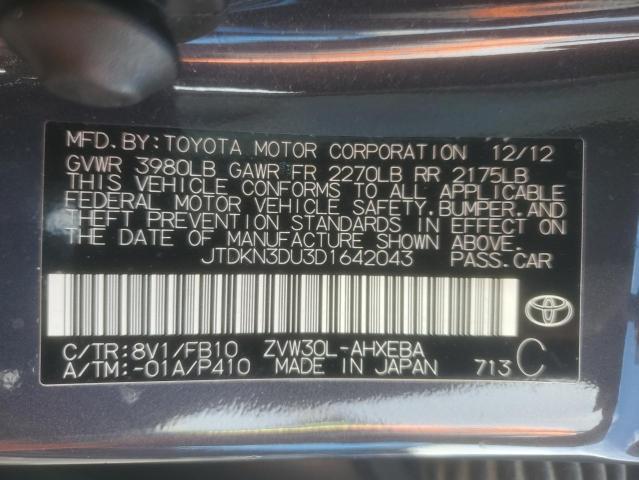 MFD.BY:TOYOTA MOTOR CORPORATION 12/12
GVWR 3980LB GAWR FR 2270LB RR 2175LB
THIS VEHICLE CONFORMS TO ALL APPLICABLE
FEDERAL MOTOR VEHICLE SAFETY,BUMPER,AND
THEFT PREVENTION STANDARDS IN EFFECT ON
THE DATE OF MANUFACTURE SHOWN ABOVE.
JTDKN3DU3D1642043 PASS.CAR
C/TR:8V1/FB10 ZVW30L-AHXEBA
A/TM:-01A/P410 MADE IN JAPAN 713 C